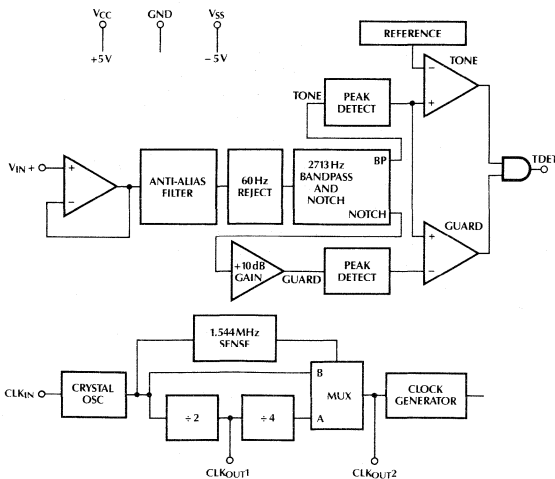 VCC GND VSS
+5V −5V
REFERENCE
TONE
−
+
TONE
PEAK
DETECT
VIN +
+
−
ANTI-ALIAS
FILTER
60 Hz
REJECT
2713 Hz
BANDPASS
AND
NOTCH
BP
NOTCH
TDET
GUARD
+
−
+10 dB
GAIN
GUARD
PEAK
DETECT
1.544 MHz
SENSE
CLKIN
CRYSTAL
OSC
B
MUX
A
÷ 2
÷ 4
CLOCK
GENERATOR
CLKOUT1
CLKOUT2